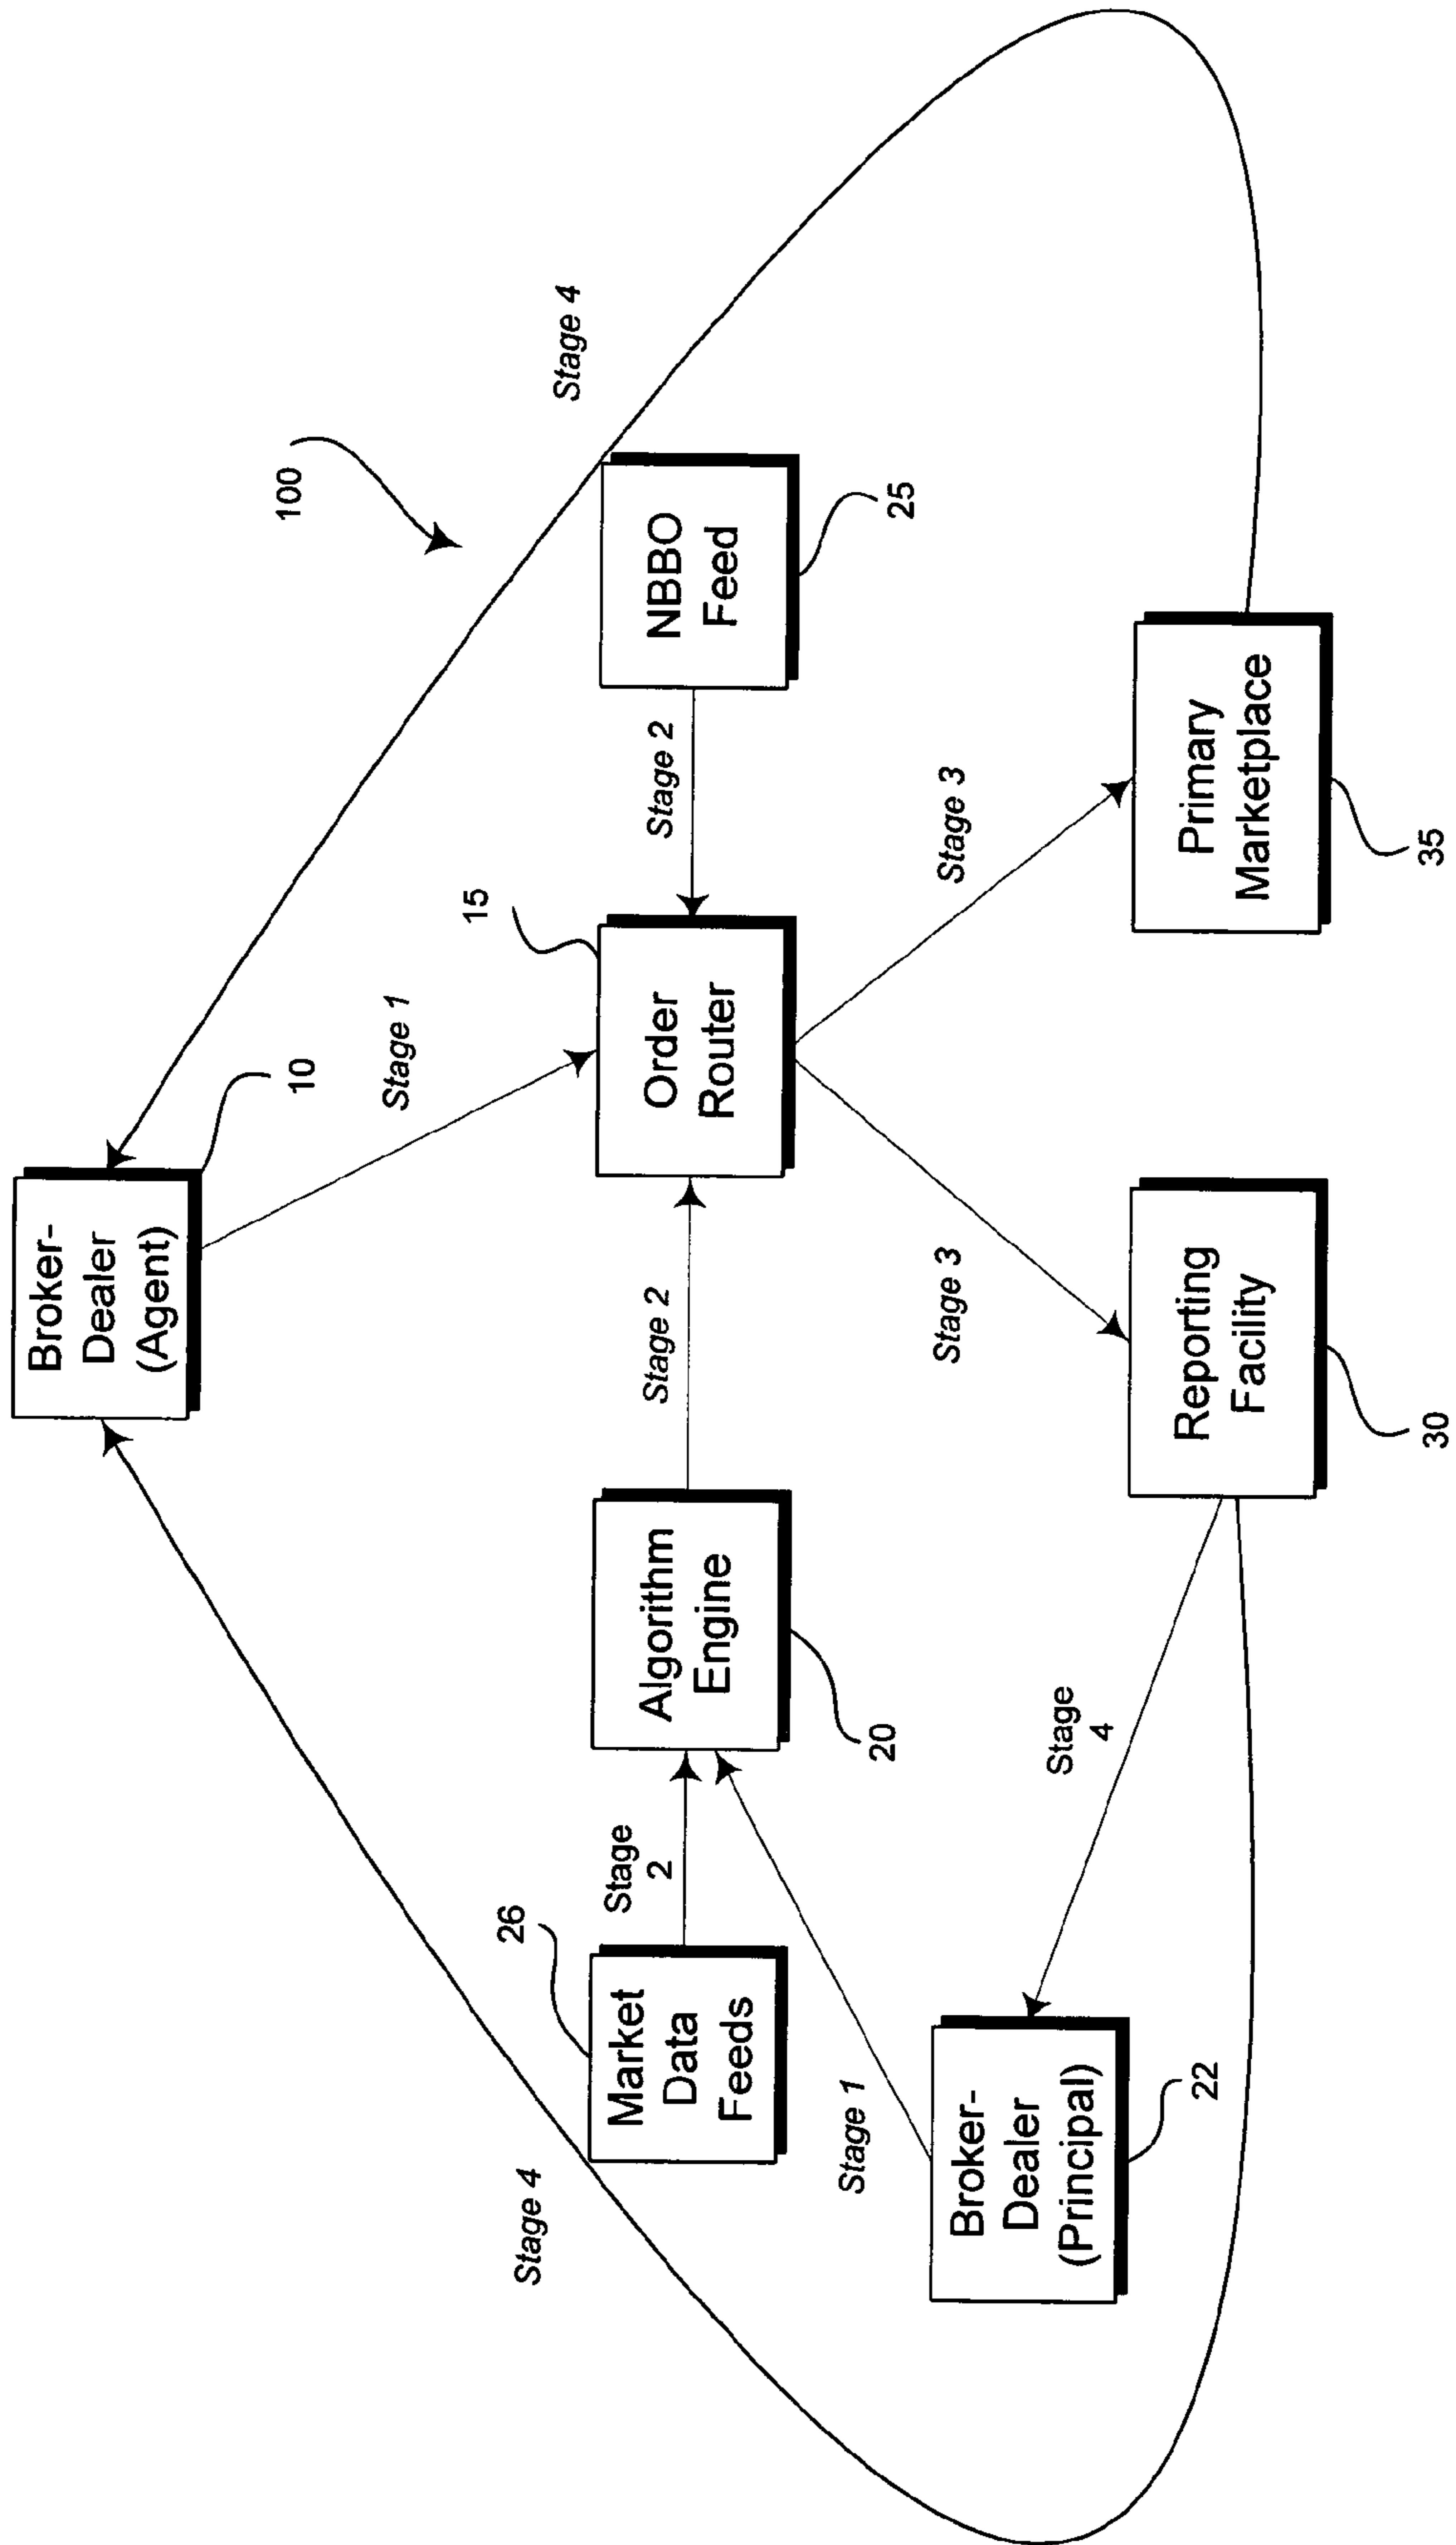 Broker-
Dealer
(Agent)
10
100
Stage 4
Stage 1
15
Stage 4
26
Market
Data
Feeds
Stage
2
Algorithm
Engine
20
Stage 2
Order
Router
Stage 2
NBBO
Feed
25
Stage 1
Broker-
Dealer
(Principal)
22
Stage
4
Stage 3
Stage 3
Reporting
Facility
30
Primary
Marketplace
35